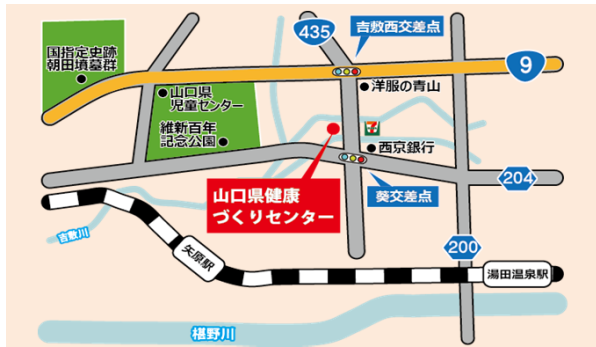 435
吉敷西交差点
9
国指定史跡
朝田墳墓群
山口県
児童センター
洋服の青山
維新百年
記念公園
7
西京銀行
山口県健康
づくりセンター
葵交差点
204
吉敷川
矢原駅
200
湯田温泉駅
椹野川